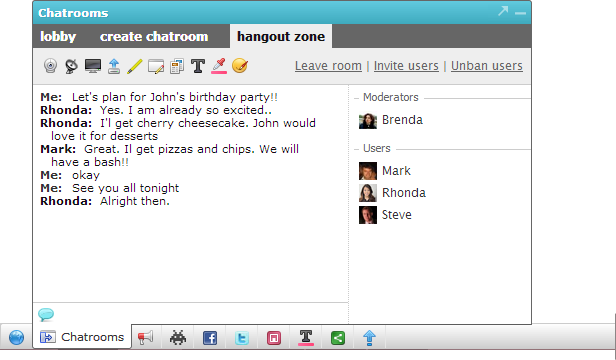 Chatrooms
lobby create chatroom hangout zone
Leave room | Invite users | Unban users
Me: Let's plan for John's birthday party!!
Rhonda: Yes. I am already so excited..
Rhonda: I'll get cherry cheesecake. John would
love it for desserts
Mark: Great. Il get pizzas and chips. We will
have a bash!!
Me: okay
Me: See you all tonight
Rhonda: Alright then.
Moderators
Brenda
Users
Mark
Rhonda
Steve
Chatrooms